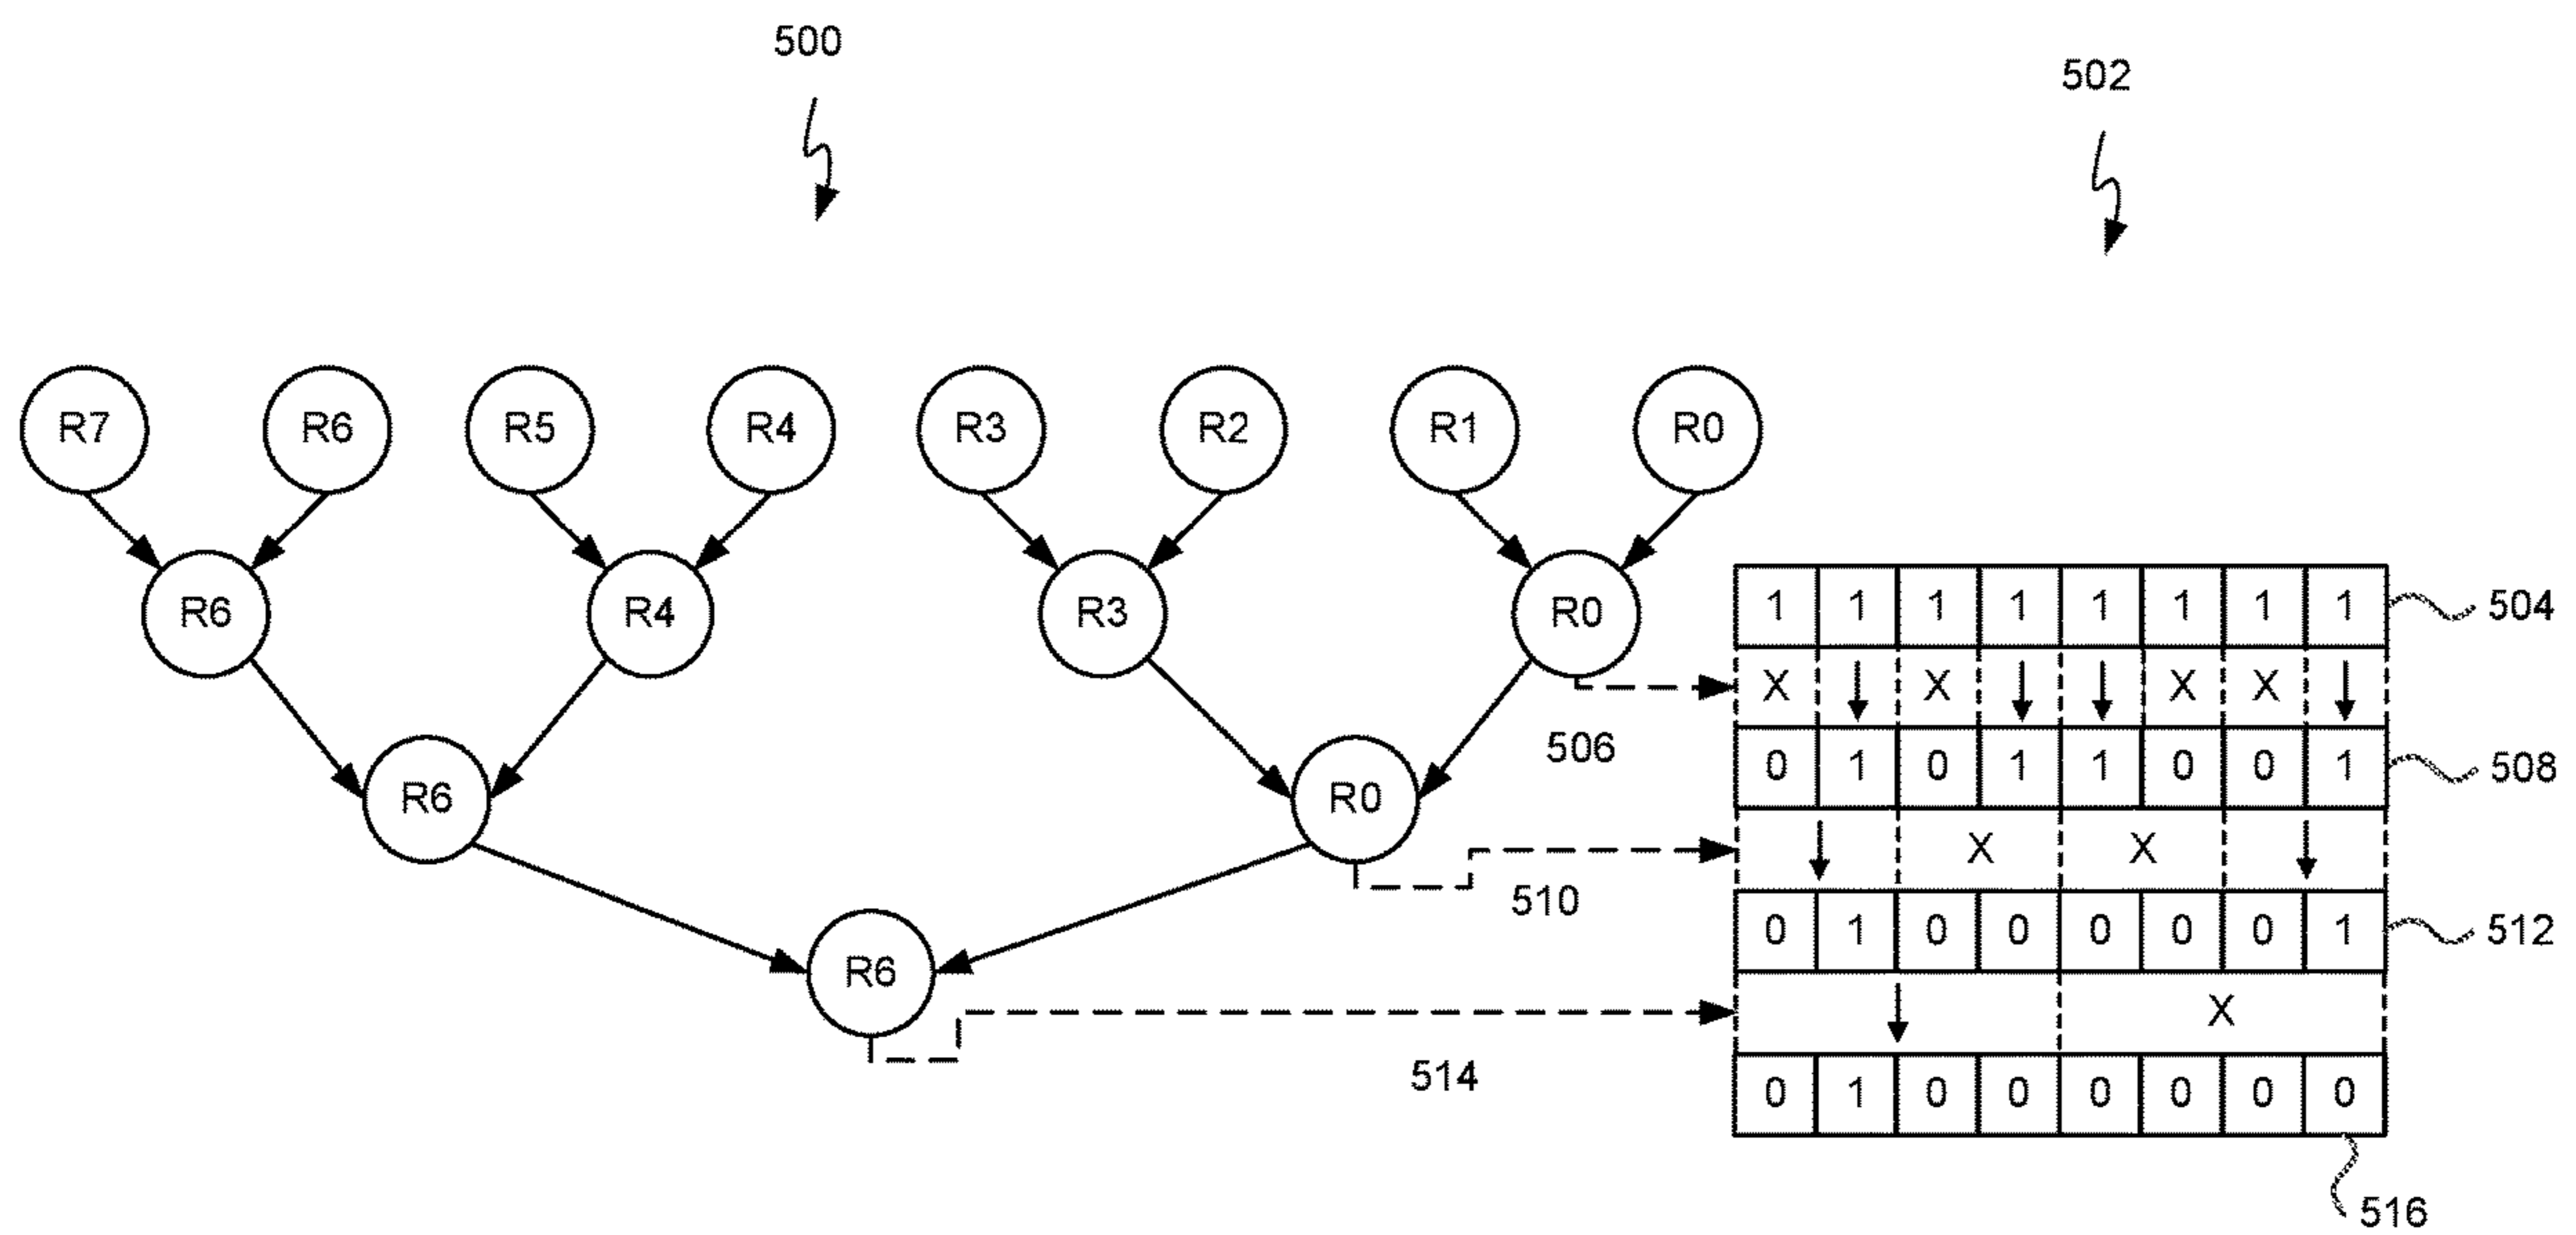 500
502
R7 R6 R5 R4 R3 R2 R1 R0
R6 R4 R3 R0
1 1 1 1 1 1 1 1 504
X X X X
506
R6 R0
0 1 0 1 1 0 0 1 508
X X
510
0 1 0 0 0 0 0 1 512
R6
X
514
0 1 0 0 0 0 0 0
516